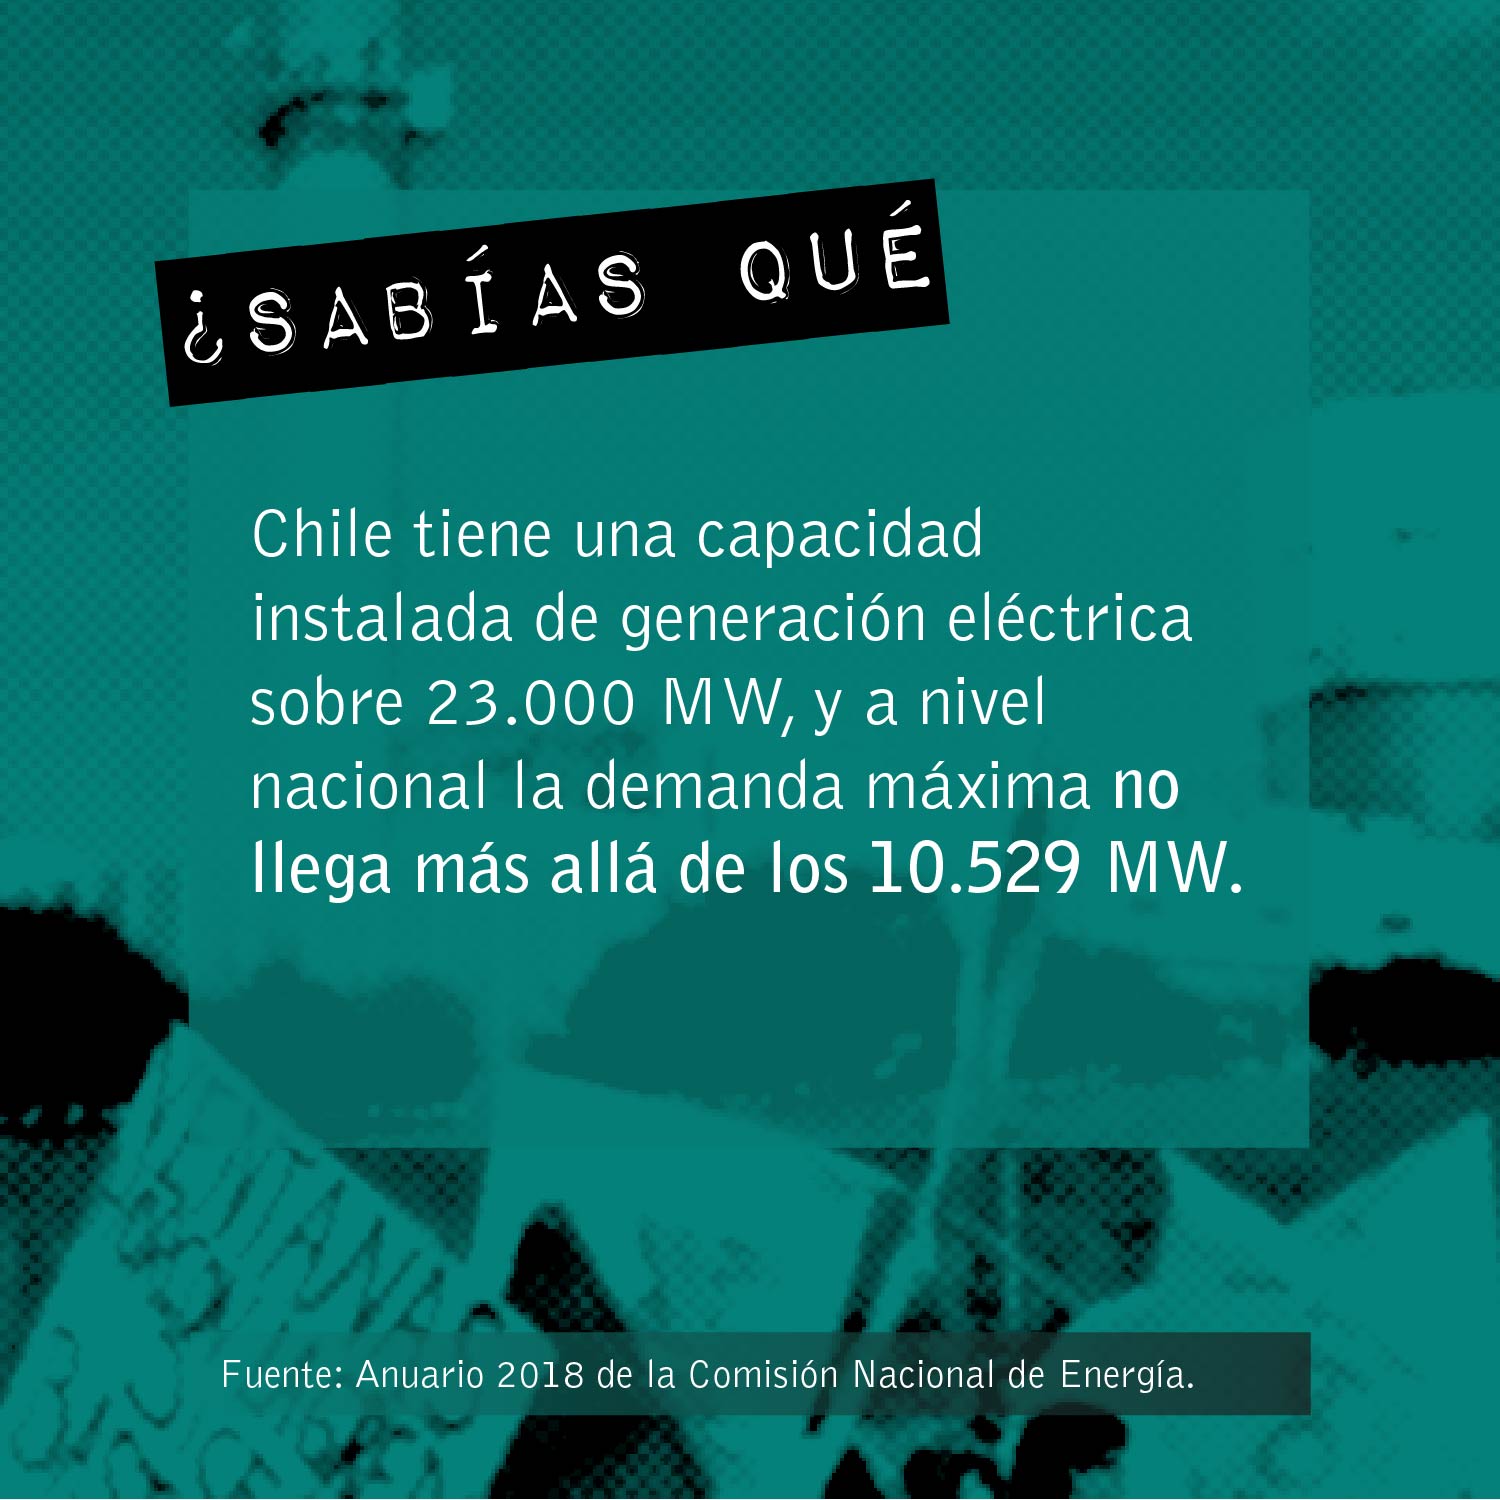 ¿SABÍAS QUÉ
Chile tiene una capacidad
instalada de generación eléctrica
sobre 23.000 MW, y a nivel
nacional la demanda máxima no
llega más allá de los 10.529 MW.
Fuente: Anuario 2018 de la Comisión Nacional de Energía.